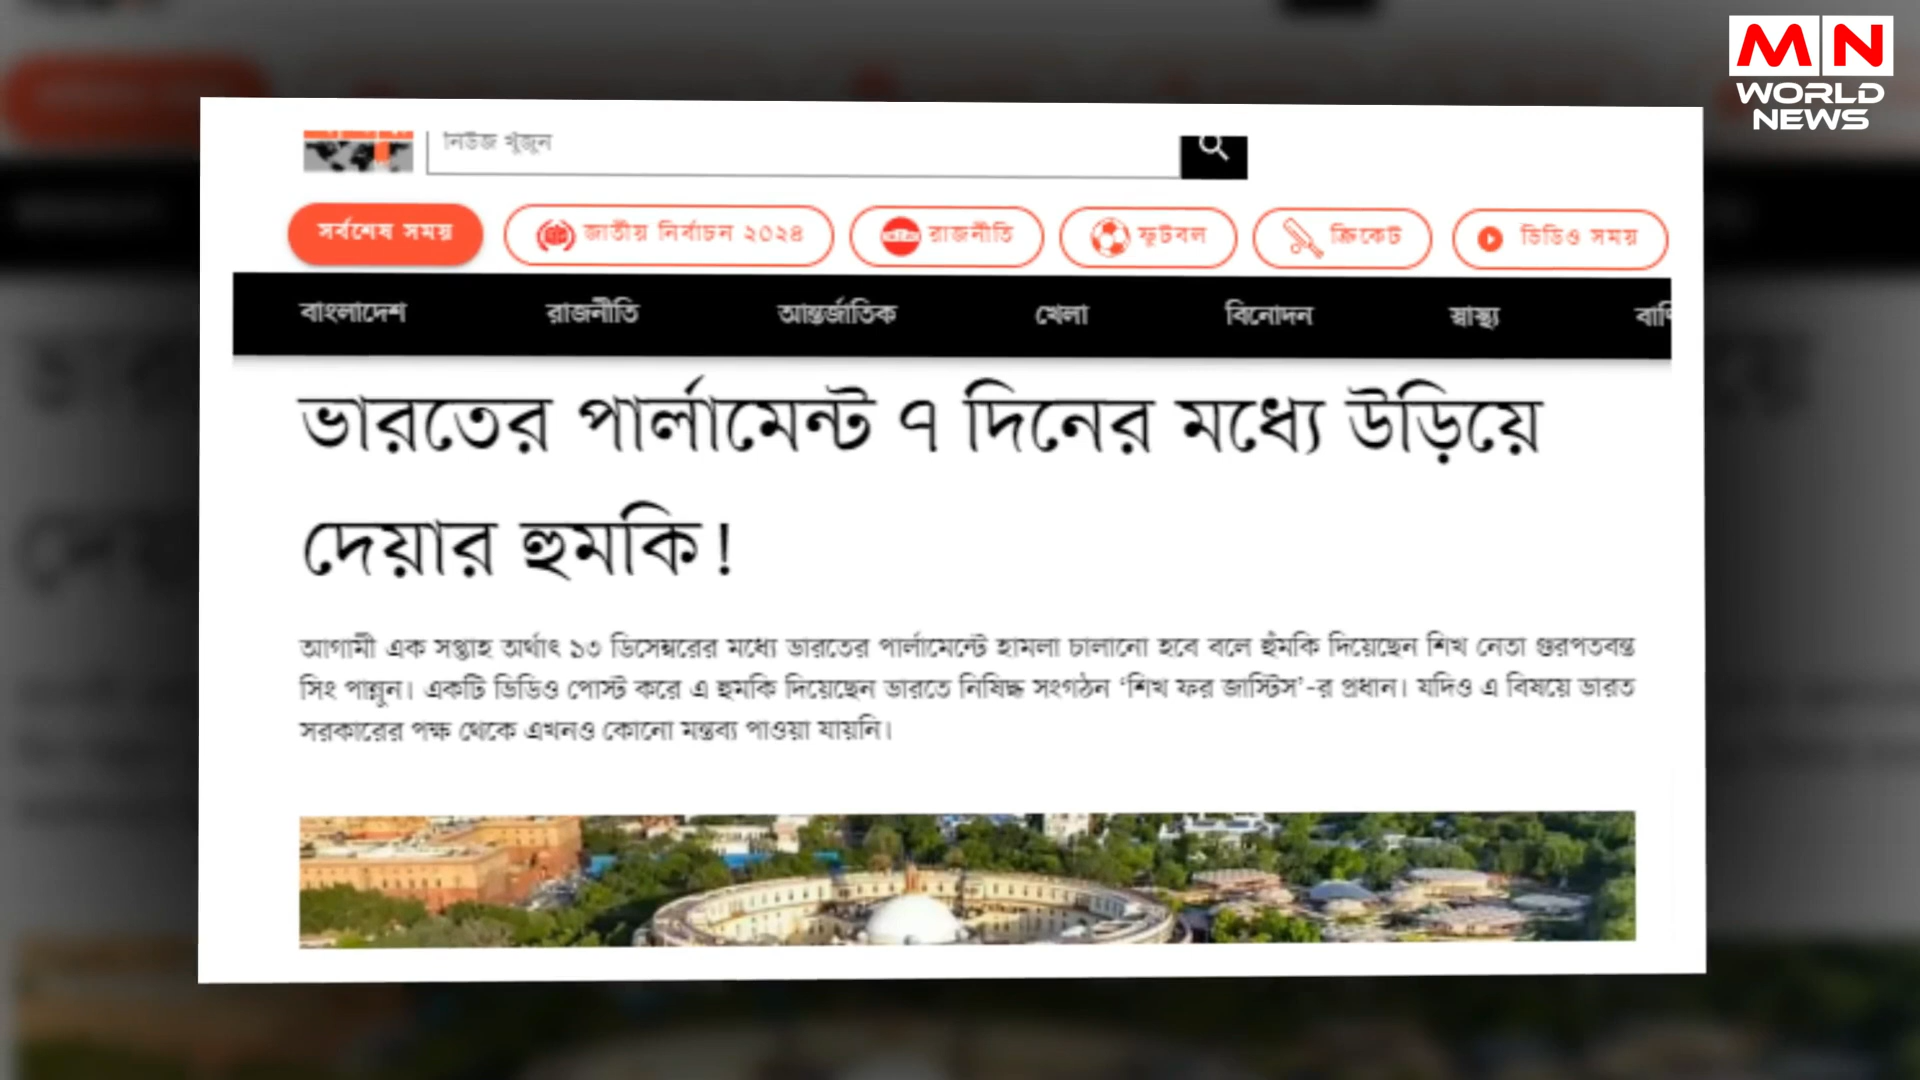 MN
WORLD
NEWS
নিউজ খুঁজুন
সর্বশেষ সময় জাতীয় নির্বাচন ২০২৪ রাজনীতি ফুটবল ক্রিকেট ভিডিও সময়
বাংলাদেশ রাজনীতি আন্তর্জাতিক খেলা বিনোদন স্বাস্থ্য
ভারতের পার্লামেন্ট ৭ দিনের মধ্যে উড়িয়ে
দেয়ার হুমকি!
আগামী এক সপ্তাহ অর্থাৎ ১৩ ডিসেম্বরের মধ্যে ভারতের পার্লামেন্টে হামলা চালানো হবে বলে হুঁমকি দিয়েছেন শিখ নেতা গুরপতবন্ত
সিং পান্নুন। একটি ভিডিও পোস্ট করে এ হুমকি দিয়েছেন ভারতে নিষিদ্ধ সংগঠন ‘শিখ ফর জাস্টিস’-র প্রধান। যদিও এ বিষয়ে ভারত
সরকারের পক্ষ থেকে এখনও কোনো মন্তব্য পাওয়া যায়নি।